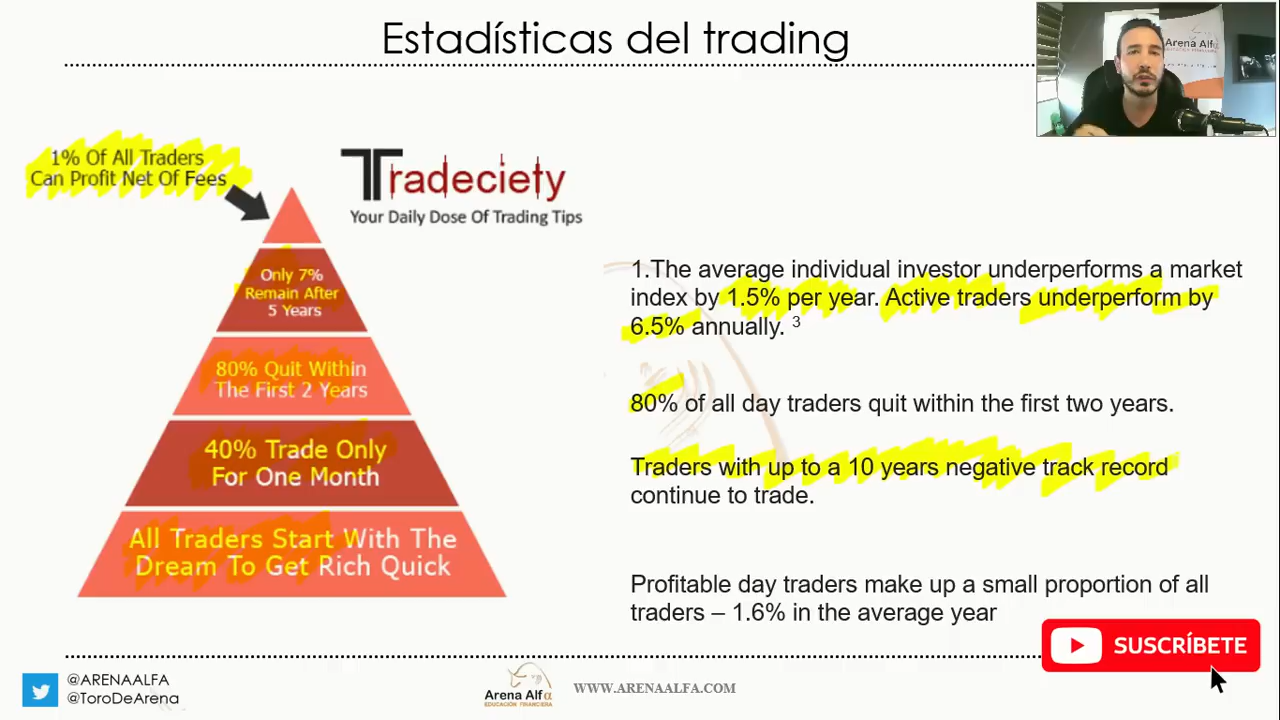 Estadísticas del trading
Arena Alfα
1% Of All Traders
Can Profit Net Of Fees
Tradeciety
Your Daily Dose Of Trading Tips
Only 7%
Remain After
5 Years
80% Quit Within
The First 2 Years
40% Trade Only
For One Month
All Traders Start With The
Dream To Get Rich Quick
1.The average individual investor underperforms a market
index by 1.5% per year. Active traders underperform by
6.5% annually. ³
80% of all day traders quit within the first two years.
Traders with up to a 10 years negative track record
continue to trade.
Profitable day traders make up a small proportion of all
traders – 1.6% in the average year
SUSCRÍBETE
@ARENAALFA
@ToroDeArena
Arena Alfα
EDUCACIÓN FINANCIERA
WWW.ARENAALFA.COM